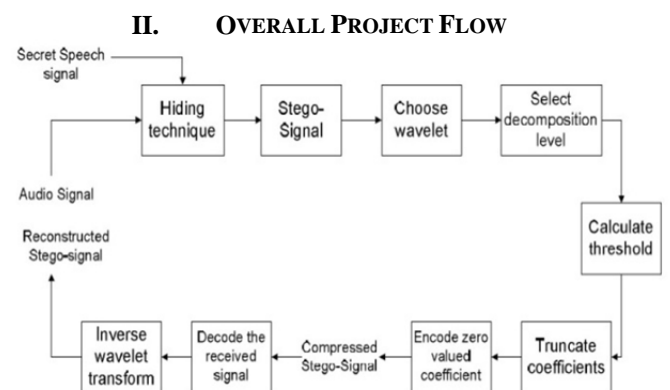 II. OVERALL PROJECT FLOW
Secret Speech
signal
Hiding
technique
Stego-
Signal
Choose
wavelet
Select
decomposition
level
Audio Signal
Calculate
threshold
Reconstructed
Stego-signal
Inverse
wavelet
transform
Decode the
received
signal
Compressed
Stego-Signal
Encode zero
valued
coefficient
Truncate
coefficients